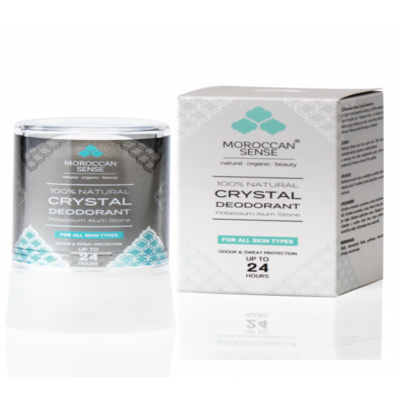 MOROCCAN
SENSE
natural · organic · beauty
100% NATURAL
CRYSTAL
DEODORANT
Potassium Alum Stone
FOR ALL SKIN TYPES
ODOUR & SWEAT PROTECTION
UP TO
24
HOURS
MOROCCAN®
SENSE
natural · organic · beauty
100% NATURAL
CRYSTAL
DEODORANT
Potassium Alum Stone
FOR ALL SKIN TYPES
ODOUR & SWEAT PROTECTION
UP TO
24
HOURS